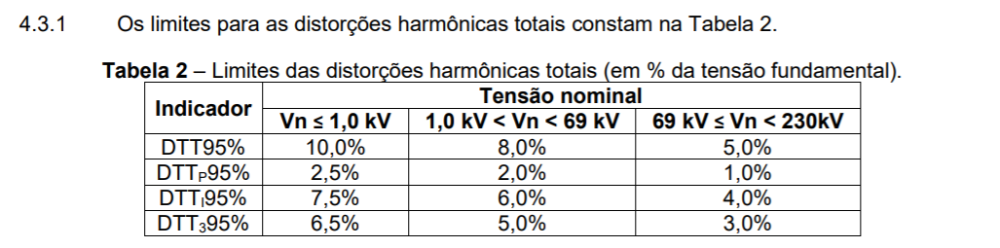 4.3.1 Os limites para as distorções harmônicas totais constam na Tabela 2.
Tabela 2 – Limites das distorções harmônicas totais (em % da tensão fundamental).
Indicador Tensão nominal
Vn ≤ 1,0 kV 1,0 kV < Vn < 69 kV 69 kV ≤ Vn < 230kV
DTT95% 10,0% 8,0% 5,0%
DTTP95% 2,5% 2,0% 1,0%
DTTI95% 7,5% 6,0% 4,0%
DTT395% 6,5% 5,0% 3,0%